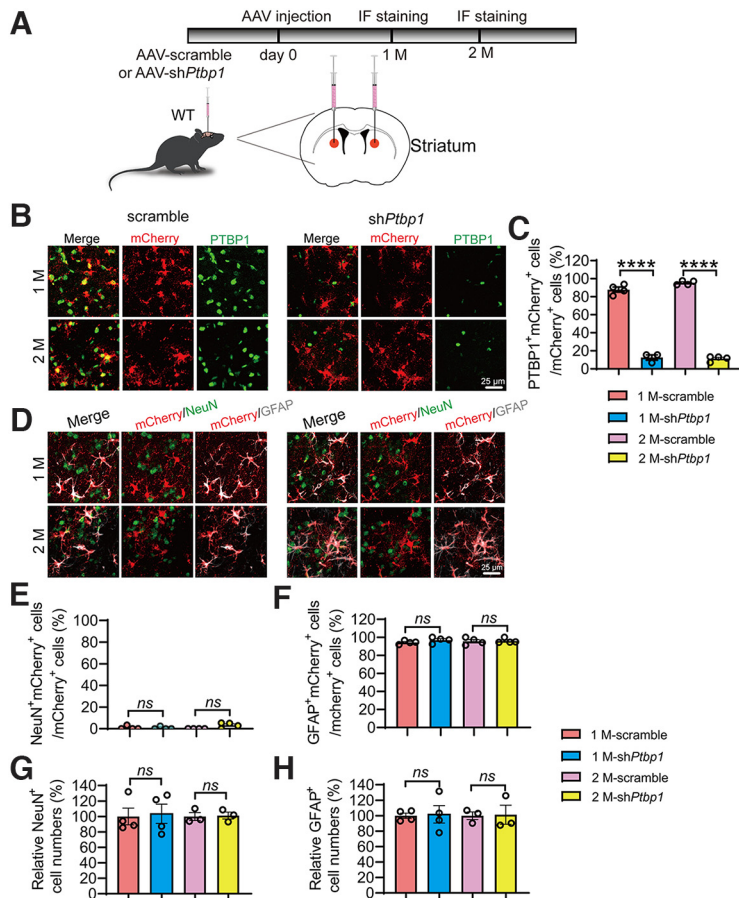 A
AAV injection
IF staining
IF staining
AAV-scramble
or AAV-shPtbp1
day 0
1 M
2 M
WT
Striatum
B
scramble
shPtbp1
Merge
mCherry
PTBP1
Merge
mCherry
PTBP1
1 M
2 M
25 μm
C
PTBP1⁺mCherry⁺ cells
/mCherry⁺ cells (%)
120
100
80
60
40
20
0
****
****
1 M-scramble
1 M-shPtbp1
2 M-scramble
2 M-shPtbp1
D
Merge
mCherry/NeuN
mCherry/GFAP
Merge
mCherry/NeuN
mCherry/GFAP
1 M
2 M
25 μm
E
NeuN⁺mCherry⁺ cells
/mCherry⁺ cells (%)
100
80
60
40
20
0
ns
ns
F
GFAP⁺mCherry⁺ cells
/mcherry⁺ cells (%)
120
100
80
60
40
20
0
ns
ns
1 M-scramble
1 M-shPtbp1
2 M-scramble
2 M-shPtbp1
G
Relative NeuN⁺
cell numbers (%)
140
120
100
80
60
40
20
0
ns
ns
H
Relative GFAP⁺
cell numbers (%)
140
120
100
80
60
40
20
0
ns
ns